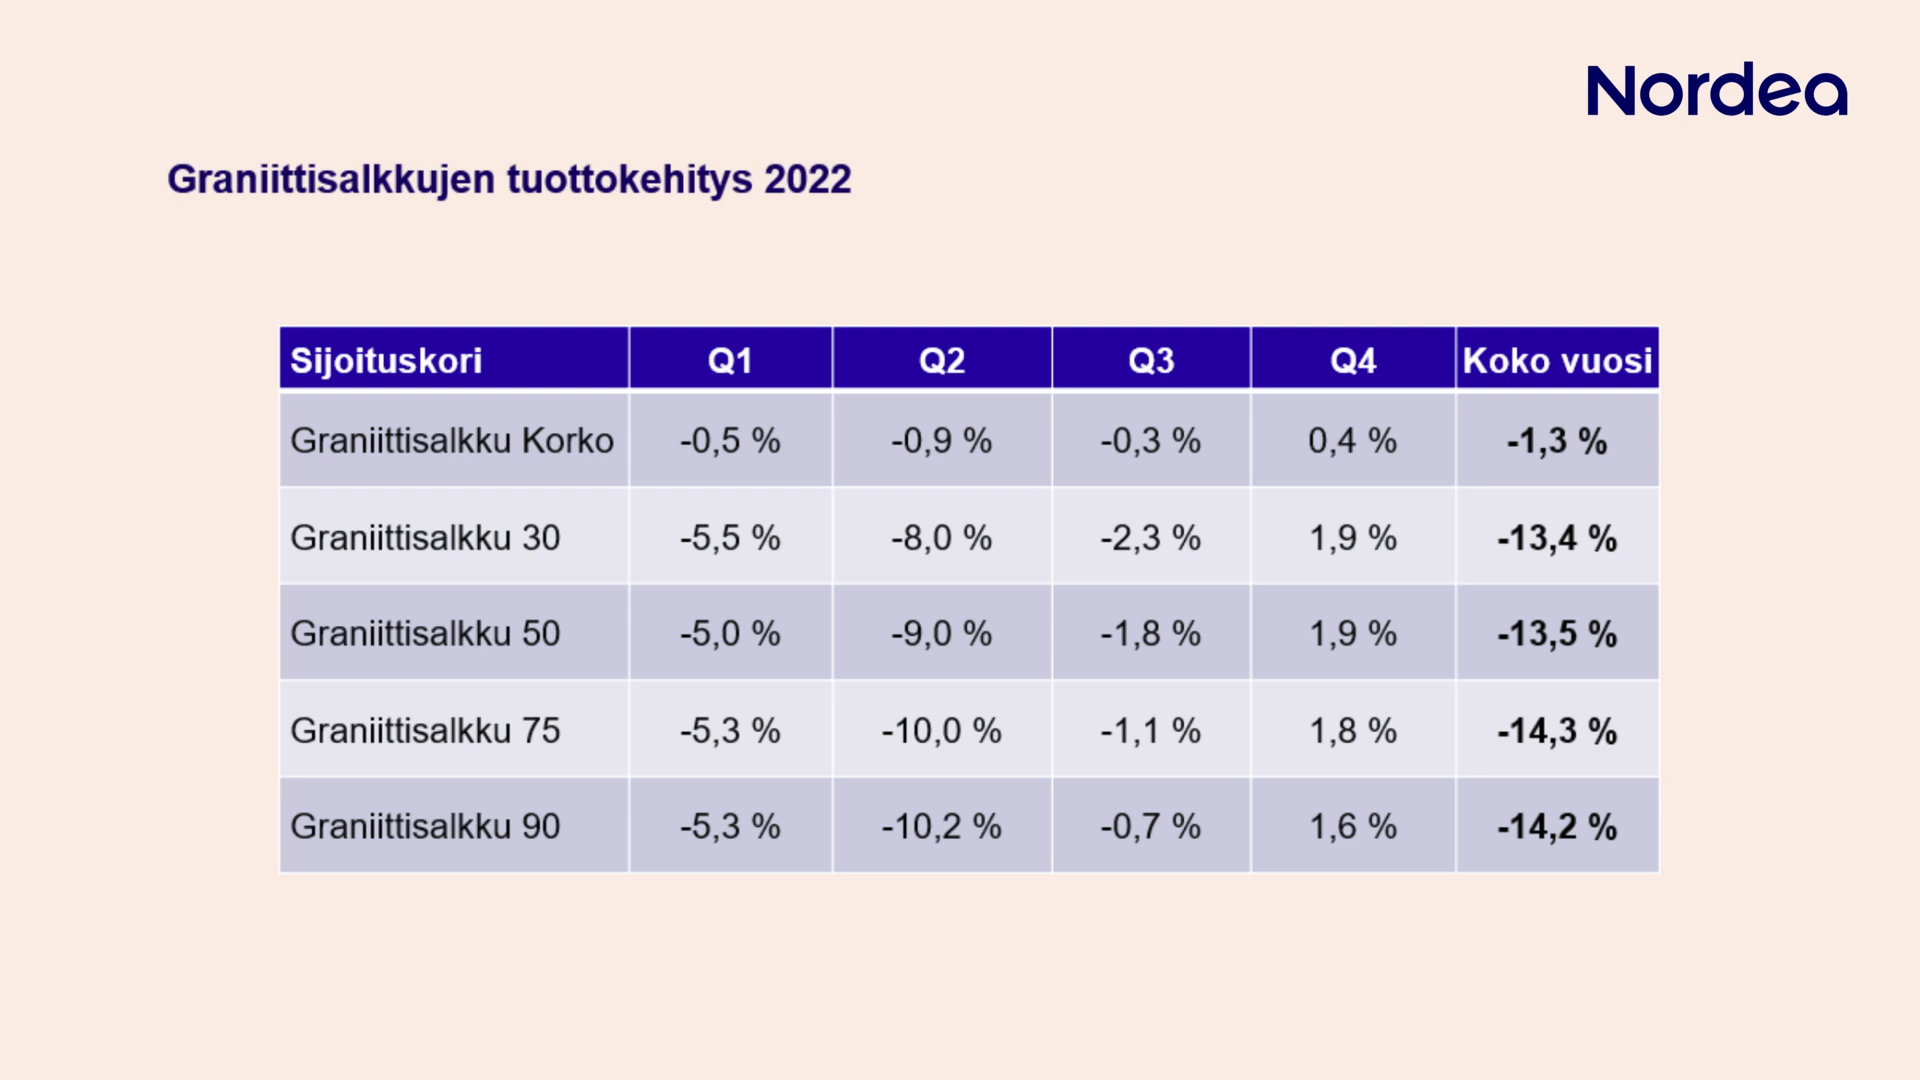 Nordea
Graniittisalkkujen tuottokehitys 2022
Sijoituskori Q1 Q2 Q3 Q4 Koko vuosi
Graniittisalkku Korko -0,5 % -0,9 % -0,3 % 0,4 % -1,3 %
Graniittisalkku 30 -5,5 % -8,0 % -2,3 % 1,9 % -13,4 %
Graniittisalkku 50 -5,0 % -9,0 % -1,8 % 1,9 % -13,5 %
Graniittisalkku 75 -5,3 % -10,0 % -1,1 % 1,8 % -14,3 %
Graniittisalkku 90 -5,3 % -10,2 % -0,7 % 1,6 % -14,2 %